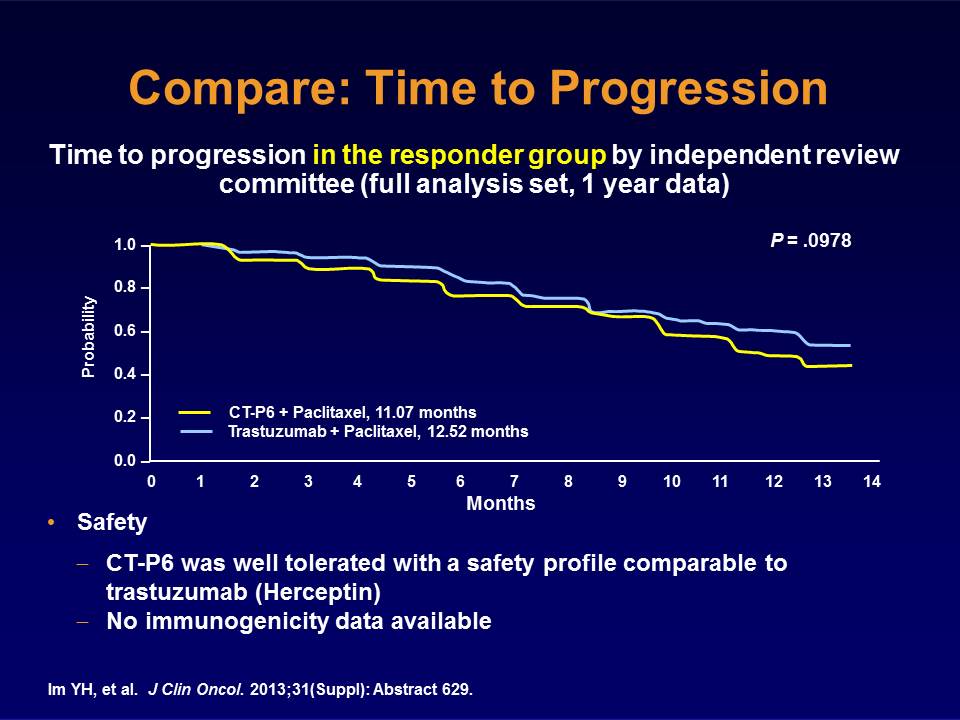 Compare: Time to Progression
Time to progression in the responder group by independent review
committee (full analysis set, 1 year data)
P = .0978
Probability
1.0
0.8
0.6
0.4
0.2
0.0
CT-P6 + Paclitaxel, 11.07 months
Trastuzumab + Paclitaxel, 12.52 months
0 1 2 3 4 5 6 7 8 9 10 11 12 13 14
Months
• Safety
– CT-P6 was well tolerated with a safety profile comparable to
trastuzumab (Herceptin)
– No immunogenicity data available
Im YH, et al. J Clin Oncol. 2013;31(Suppl): Abstract 629.